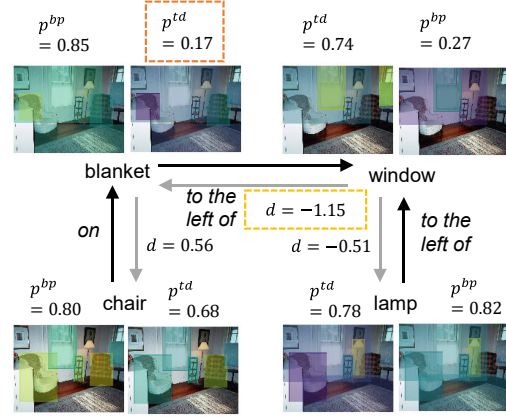 p^{bp} = 0.85
p^{td} = 0.17
p^{td} = 0.74
p^{bp} = 0.27
blanket
window
to the left of
d = −1.15
on
d = 0.56
d = −0.51
to the left of
p^{bp} = 0.80
chair
p^{td} = 0.68
p^{td} = 0.78
lamp
p^{bp} = 0.82